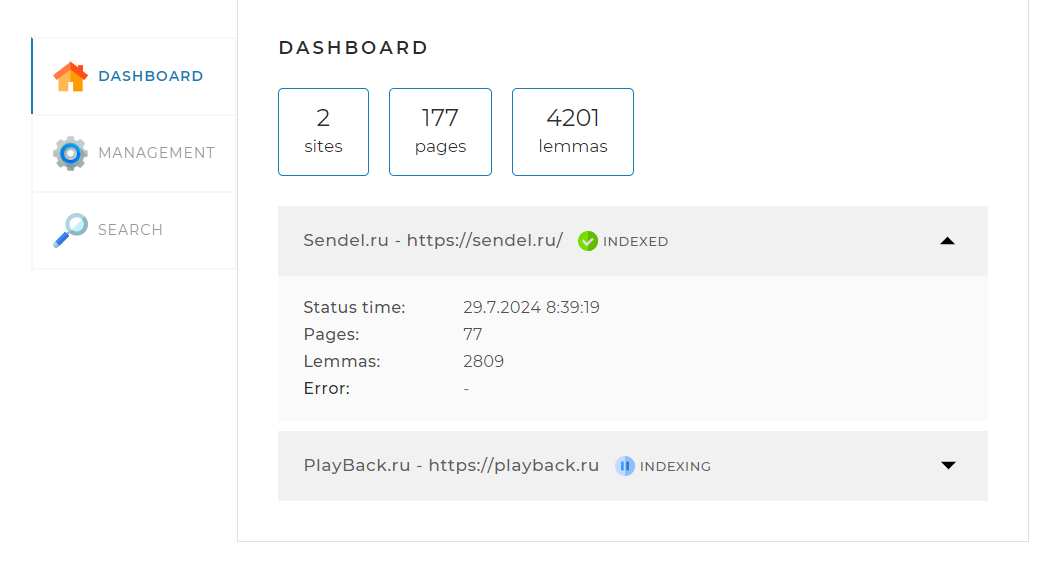 DASHBOARD
MANAGEMENT
SEARCH
DASHBOARD
2
sites
177
pages
4201
lemmas
Sendel.ru - https://sendel.ru/ INDEXED
Status time: 29.7.2024 8:39:19
Pages: 77
Lemmas: 2809
Error: -
PlayBack.ru - https://playback.ru INDEXING